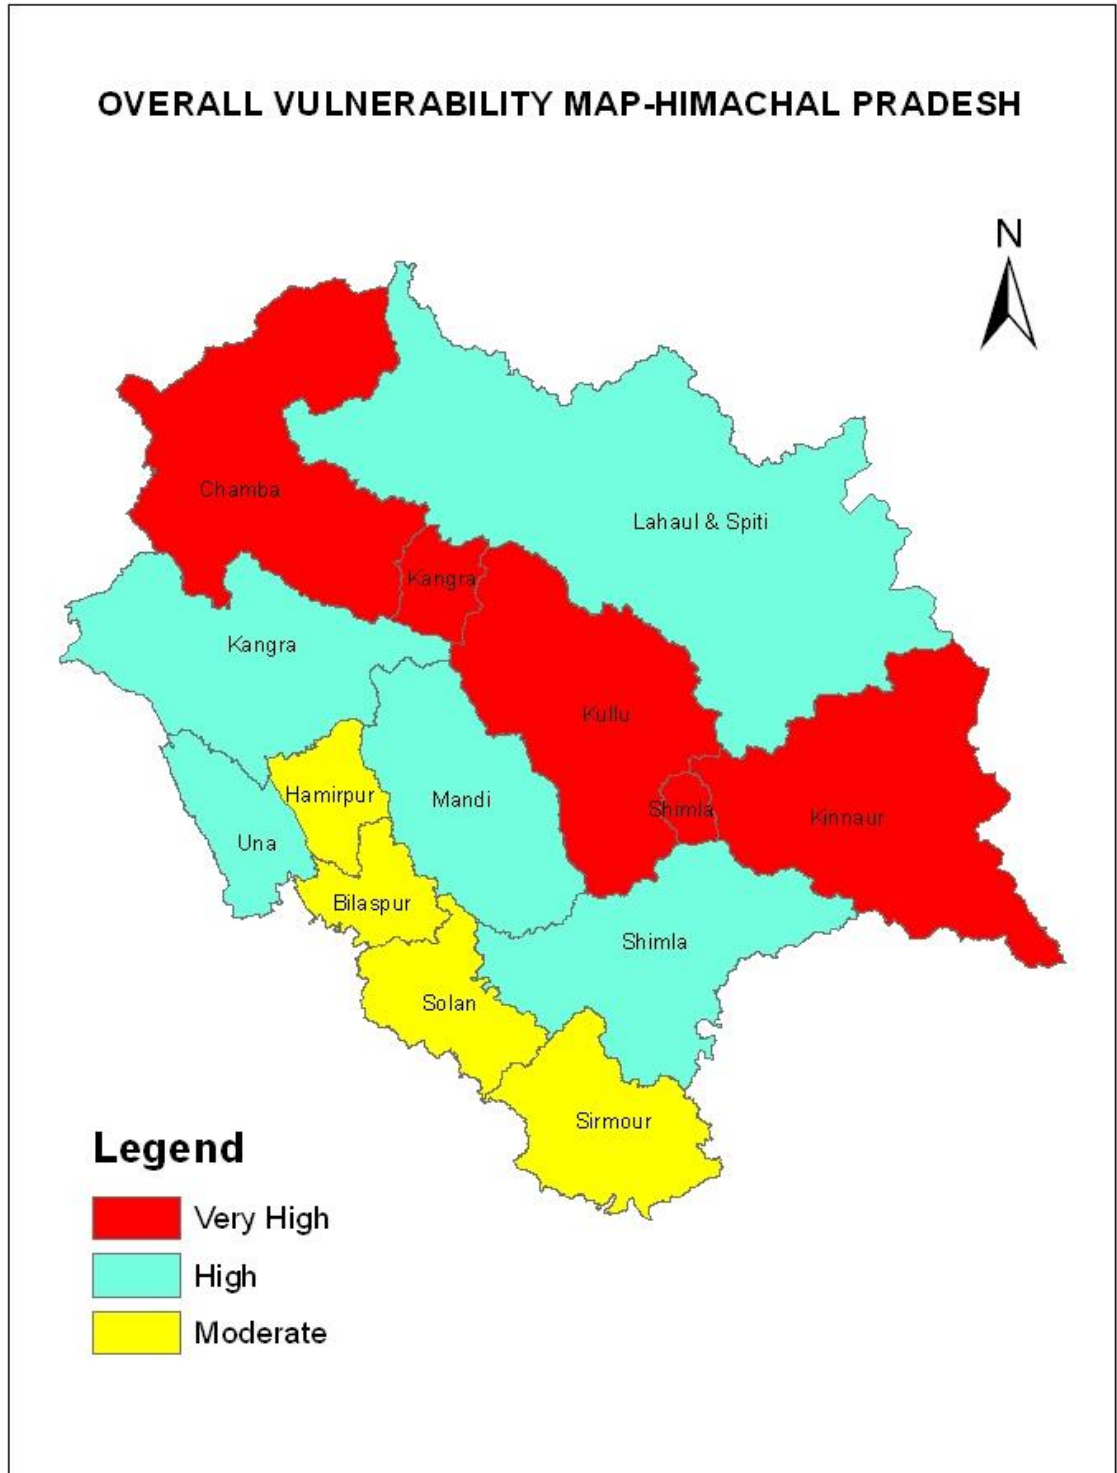 OVERALL VULNERABILITY MAP-HIMACHAL PRADESH
N
Chamba
Lahaul & Spiti
Kangra
Kangra
Kullu
Hamirpur
Mandi
Shimla
Kinnaur
Una
Bilaspur
Shimla
Solan
Sirmour
Legend
Very High
High
Moderate